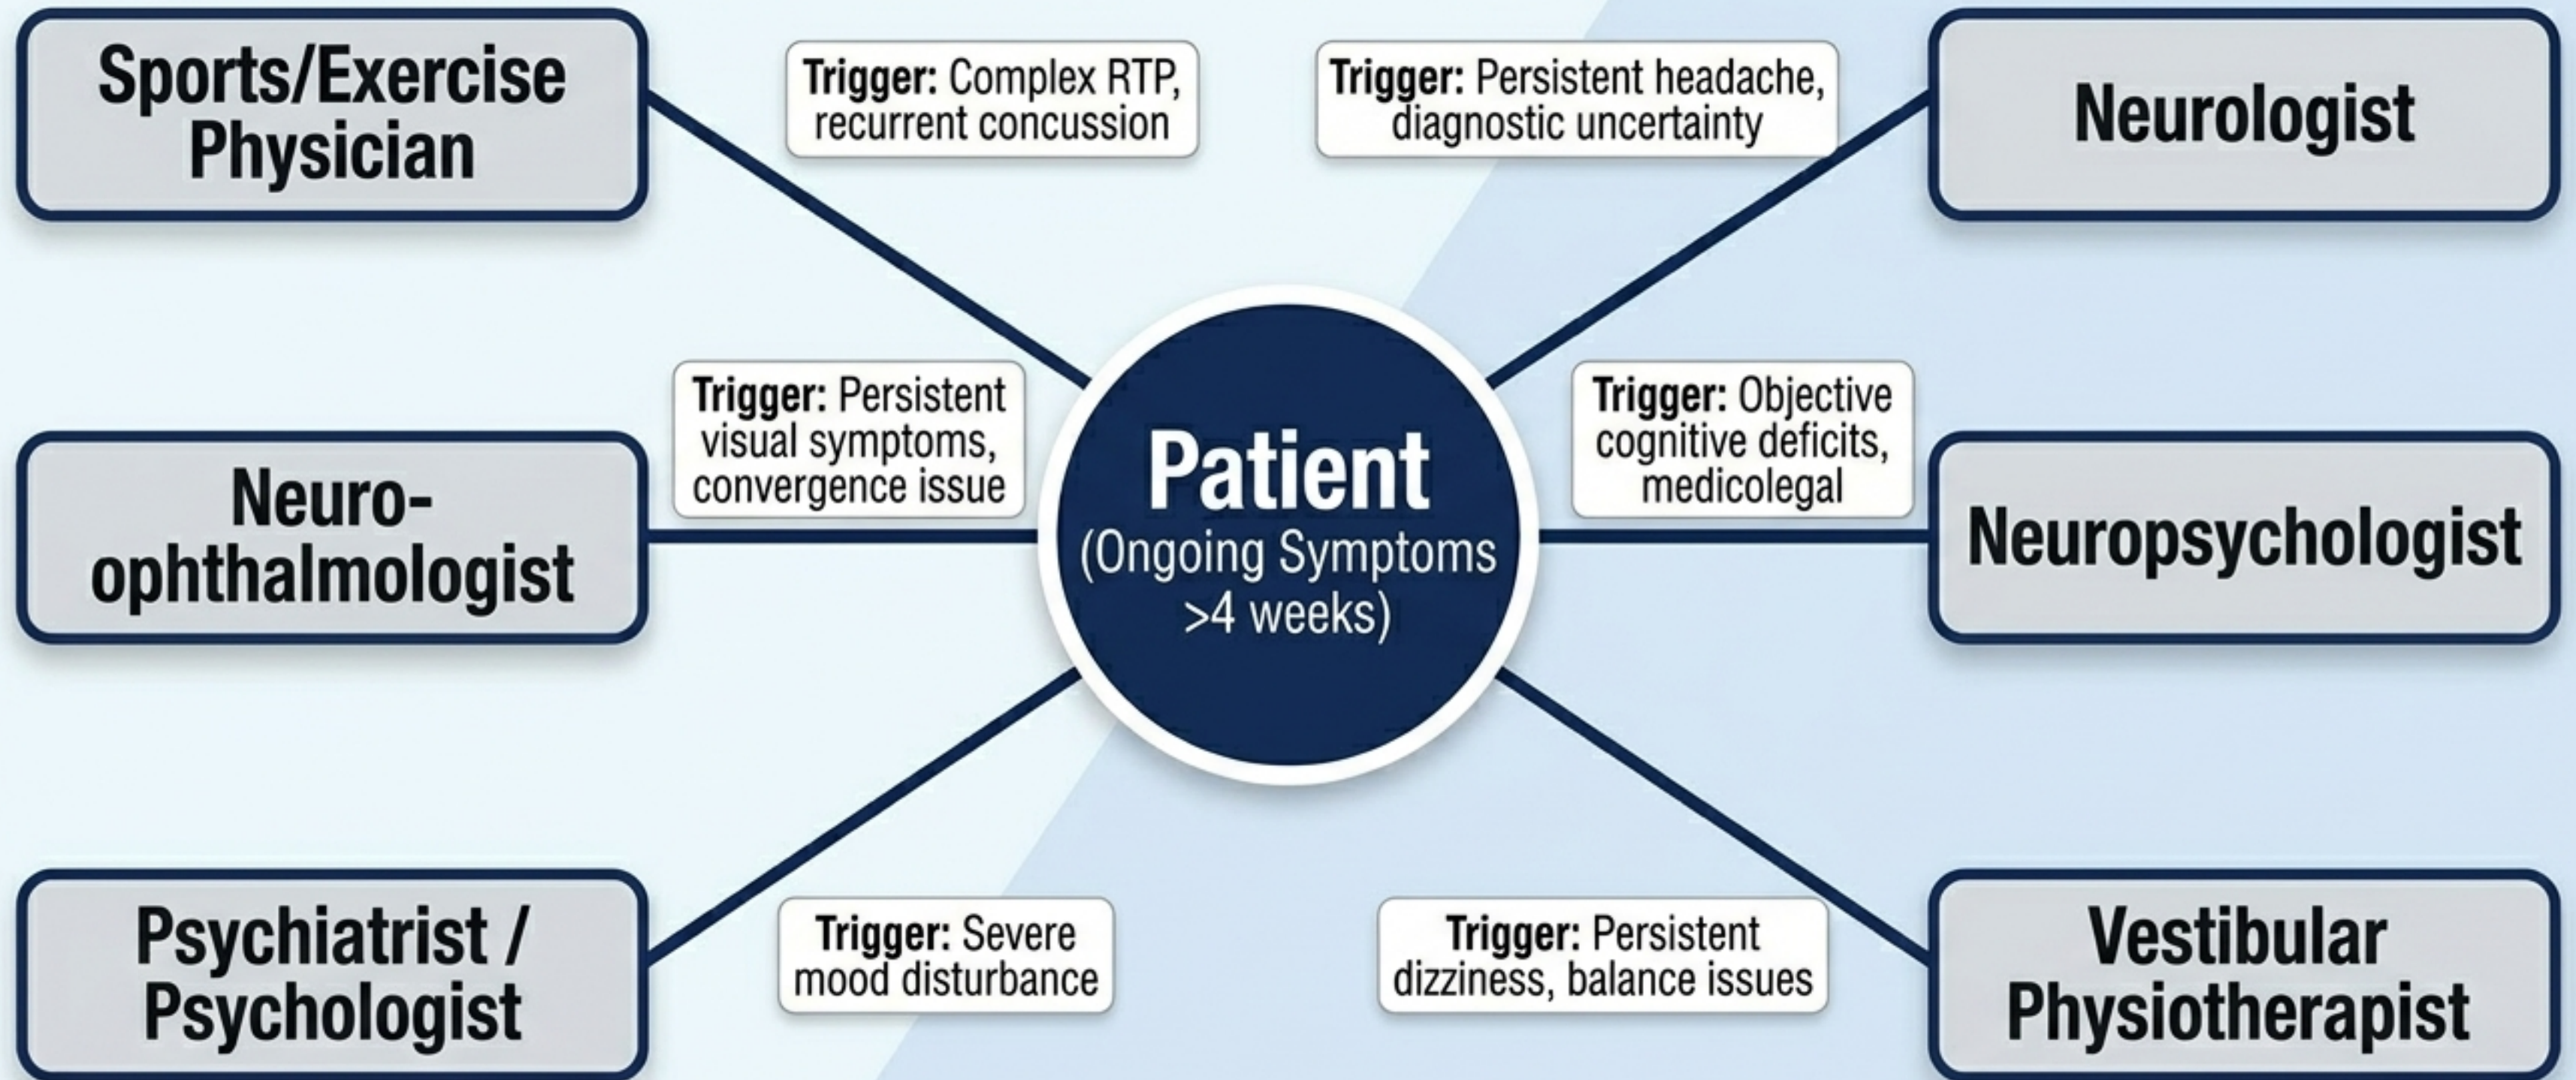 Sports/Exercise
Physician
Trigger: Complex RTP,
recurrent concussion
Trigger: Persistent headache,
diagnostic uncertainty
Neurologist
Neuro-
ophthalmologist
Trigger: Persistent
visual symptoms,
convergence issue
Patient
(Ongoing Symptoms
>4 weeks)
Trigger: Objective
cognitive deficits,
medicolegal
Neuropsychologist
Psychiatrist /
Psychologist
Trigger: Severe
mood disturbance
Trigger: Persistent
dizziness, balance issues
Vestibular
Physiotherapist